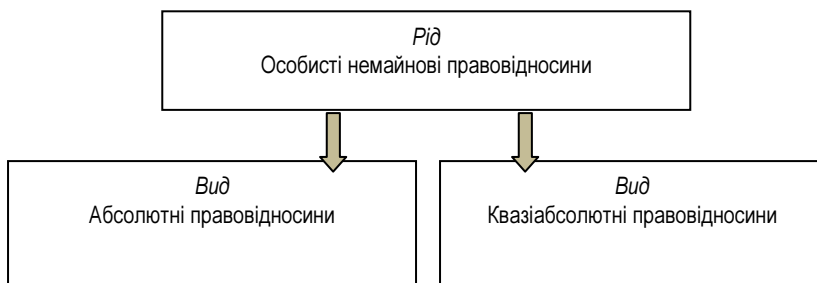 Рід
Особисті немайнові правовідносини
Вид
Абсолютні правовідносини
Вид
Квазіабсолютні правовідносини